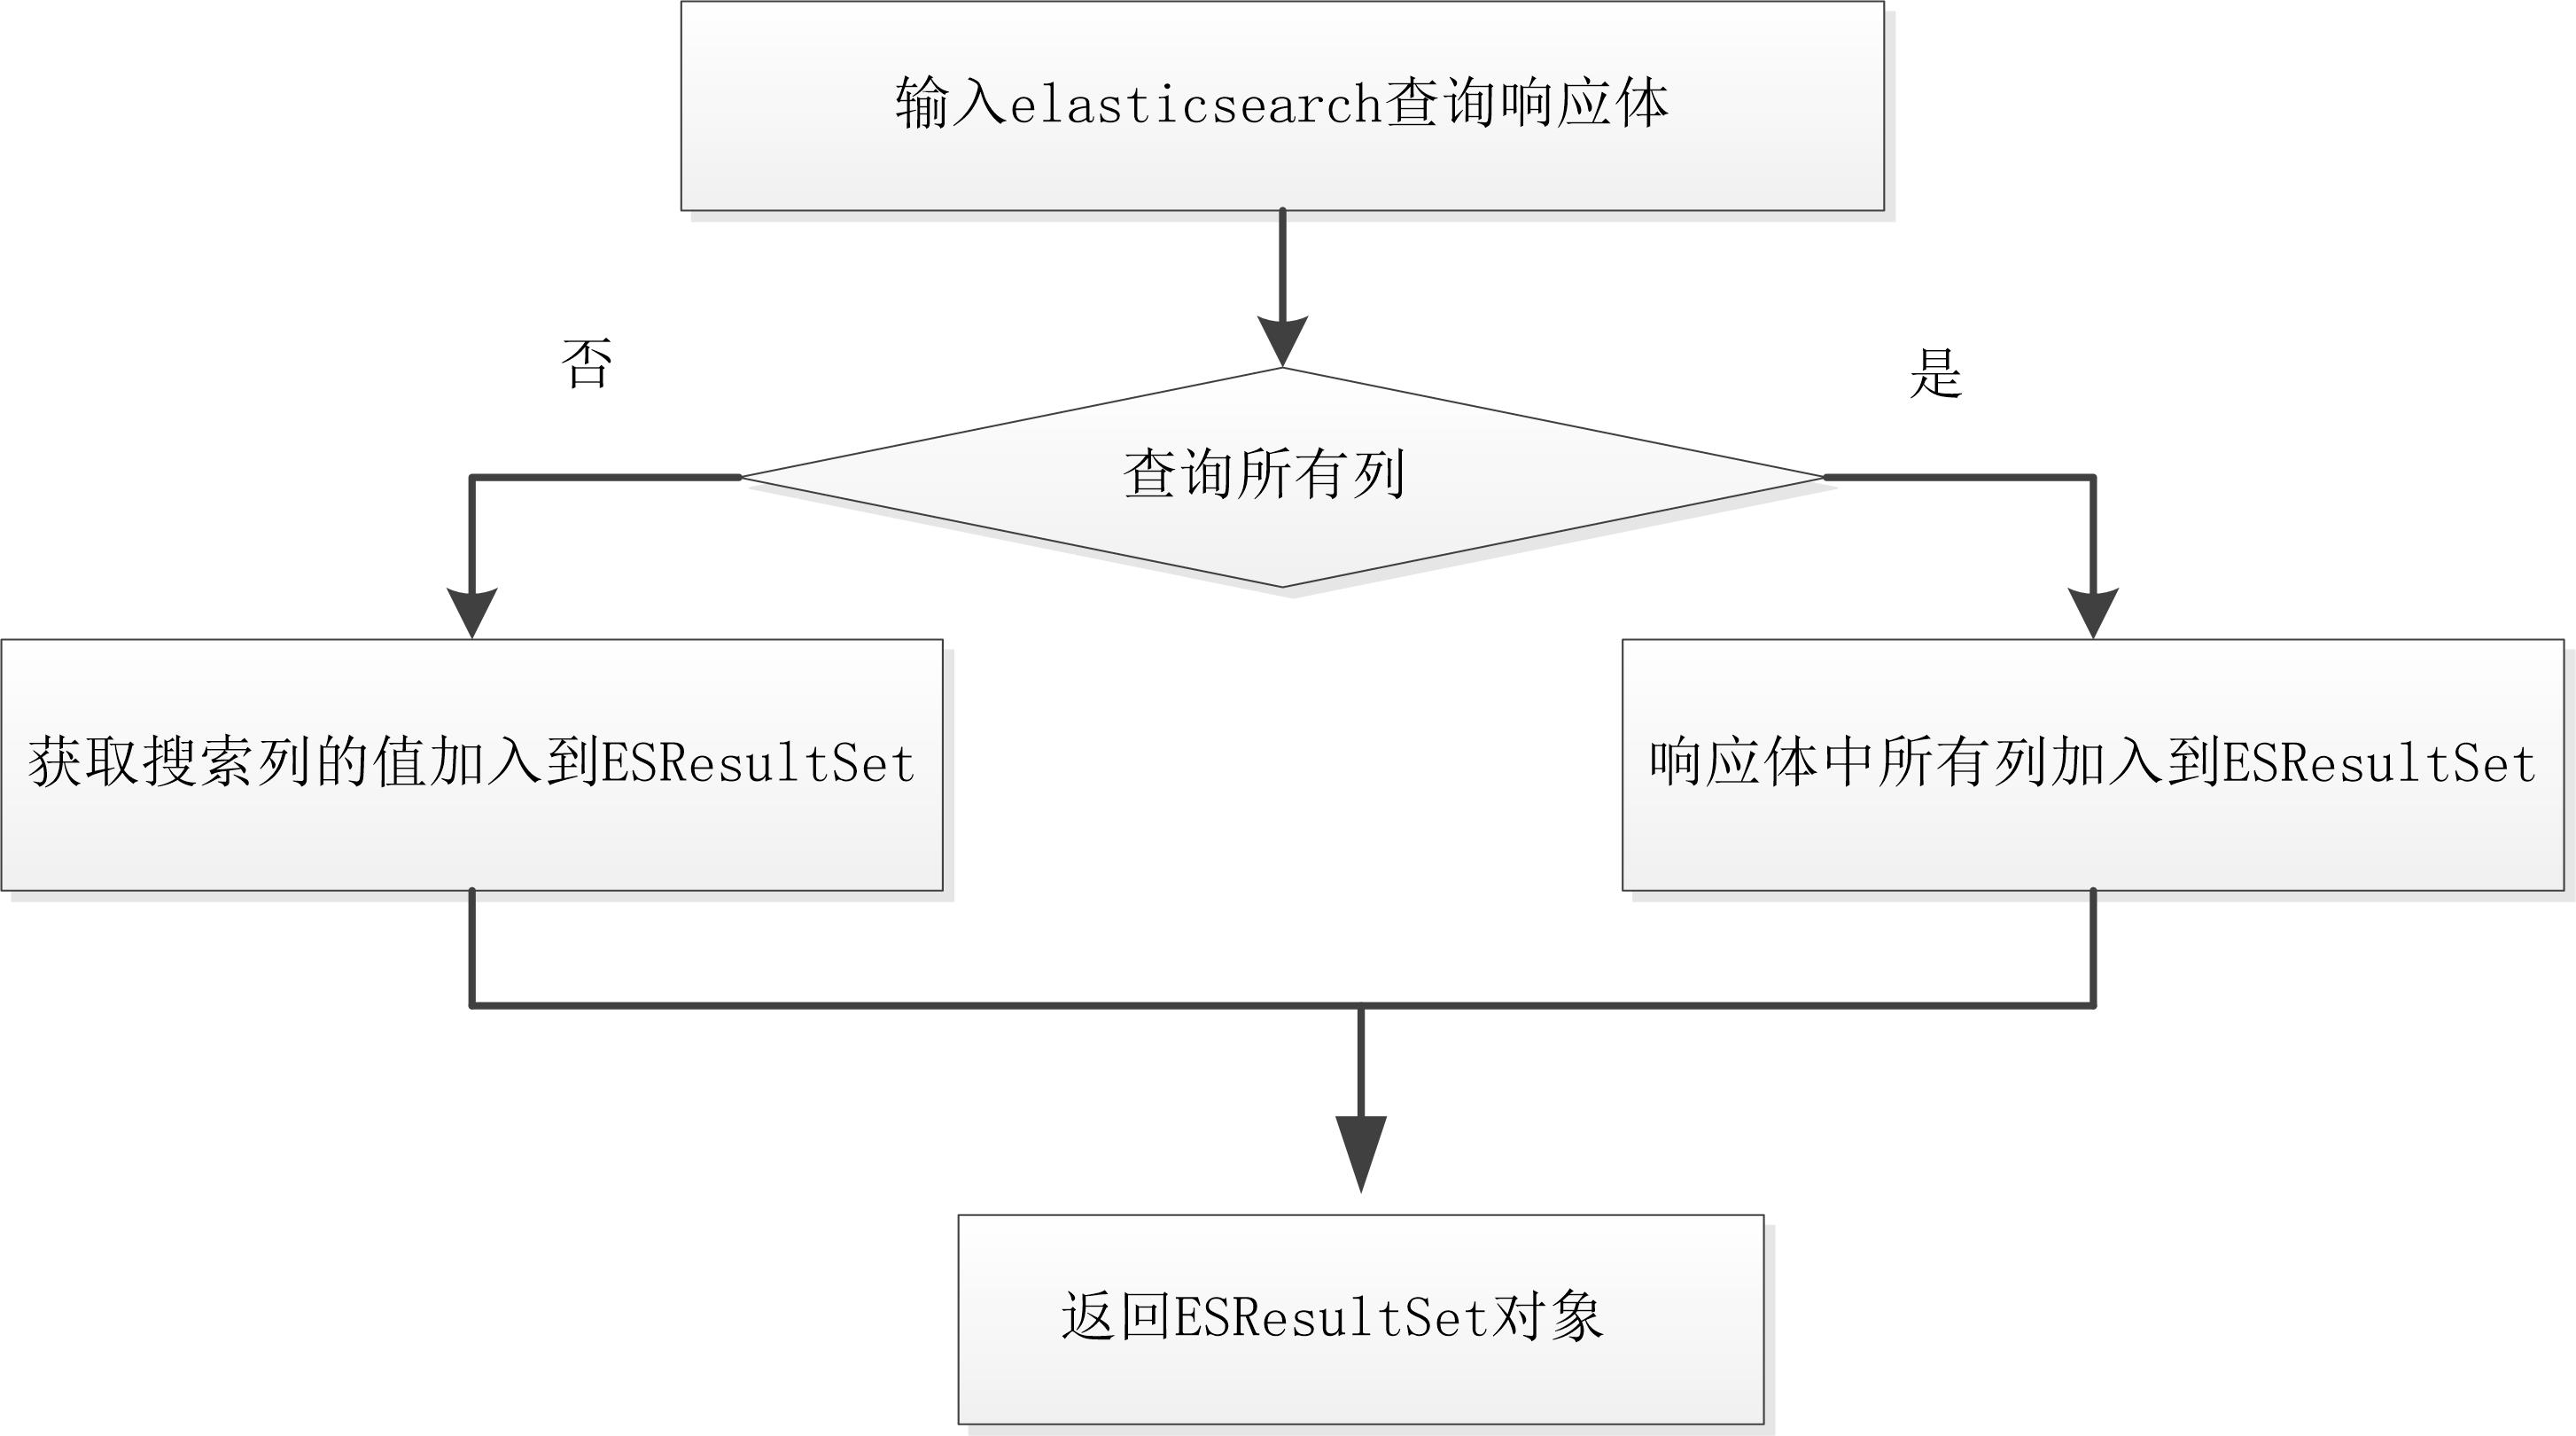 输入elasticsearch查询响应体
否
是
查询所有列
获取搜索列的值加入到ESResultSet
响应体中所有列加入到ESResultSet
返回ESResultSet对象